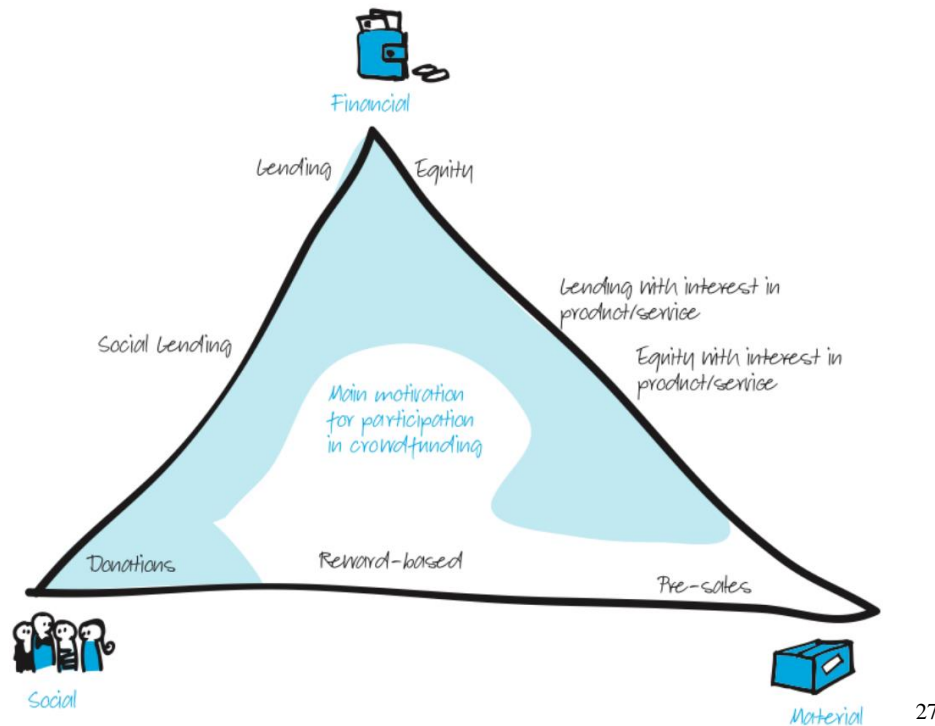 Financial
Lending
Equity
Lending with interest in
product/service
Social Lending
Equity with interest in
product/service
Main motivation
for participation
in crowdfunding
Donations
Reward-based
Pre-sales
Social
Material
27